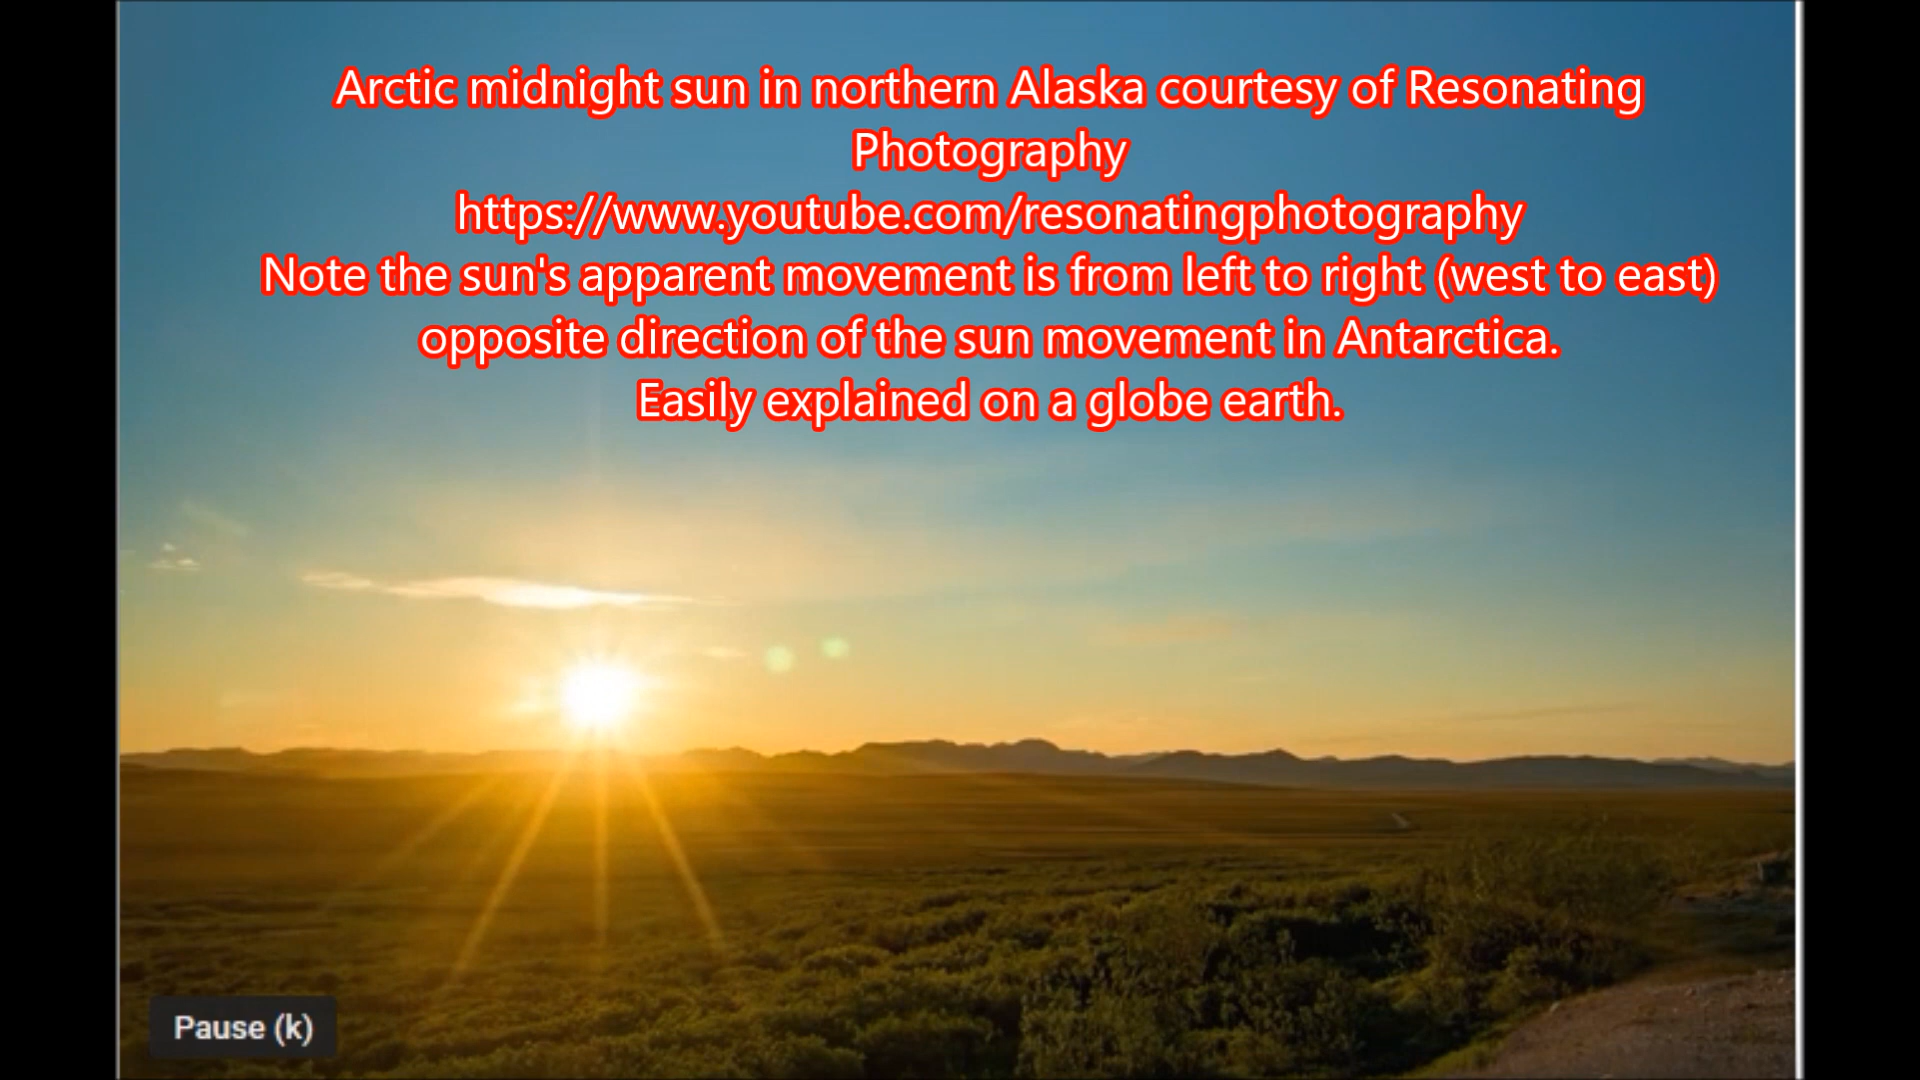 Arctic midnight sun in northern Alaska courtesy of Resonating
Photography
https://www.youtube.com/resonatingphotography
Note the sun's apparent movement is from left to right (west to east)
opposite direction of the sun movement in Antarctica.
Easily explained on a globe earth.
Pause (k)